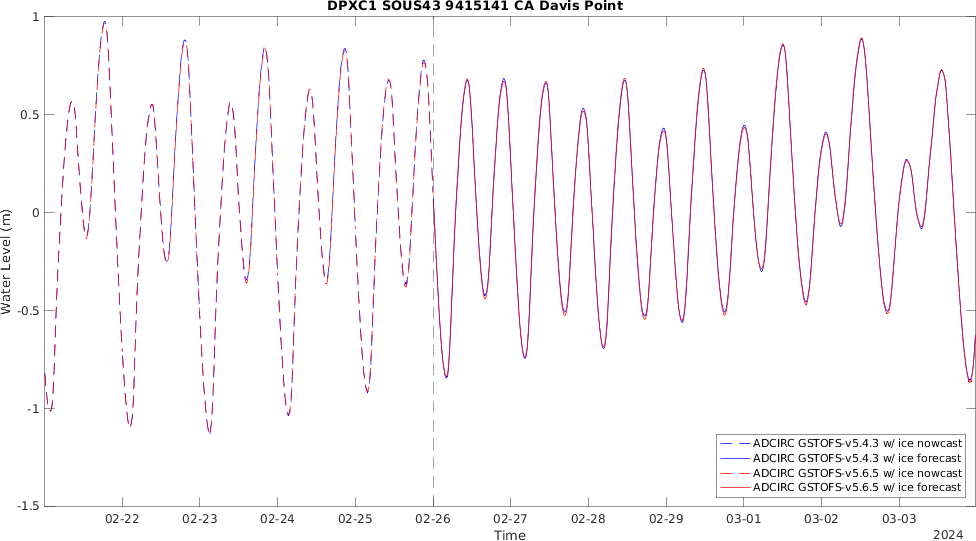 DPXC1 SOUS43 9415141 CA Davis Point
1
0.5
0
-0.5
-1
-1.5
Water Level (m)
ADCIRC GSTOFS-v5.4.3 w/ ice nowcast
ADCIRC GSTOFS-v5.4.3 w/ ice forecast
ADCIRC GSTOFS-v5.6.5 w/ ice nowcast
ADCIRC GSTOFS-v5.6.5 w/ ice forecast
02-22 02-23 02-24 02-25 02-26 02-27 02-28 02-29 03-01 03-02 03-03
Time
2024